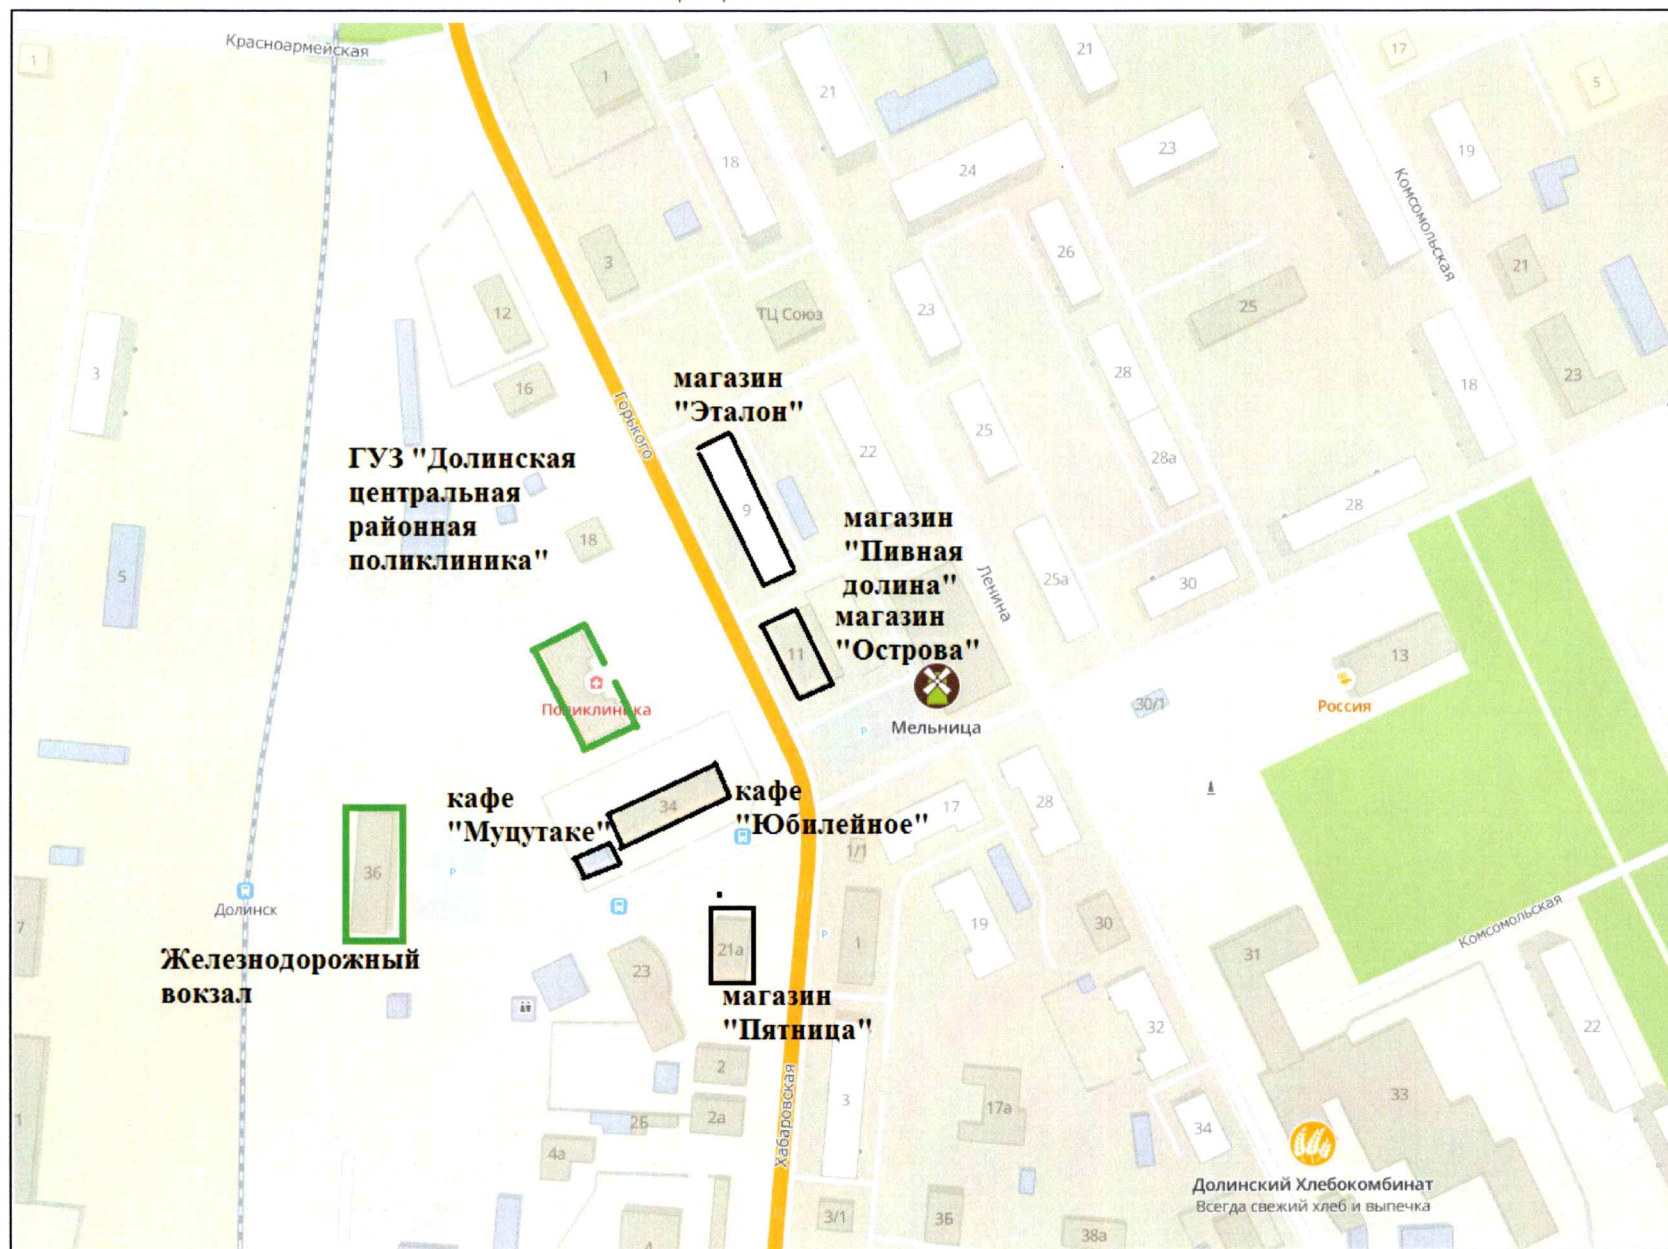 Красноармейская
1
1
21
21
17
5
18
24
23
19
Комсомольская
3
26
21
12
ТЦ Союз
23
25
3
16
28
18
23
Горького
магазин
"Эталон"
25
22
28а
28
ГУЗ "Долинская
центральная
районная
поликлиника"
9
18
магазин
"Пивная
долина"
магазин
"Острова"
5
Ленина
25а
30
11
13
Поликлиника
Мельница
30/1
Россия
кафе
"Муцутаке"
34
кафе
"Юбилейное"
17
28
1/1
36
Долинск
Железнодорожный
вокзал
7
21а
23
1
19
30
31
Комсомольская
магазин
"Пятница"
32
22
2
2а
2Б
3
17а
33
34
1
4а
Хабаровская
Долинский Хлебокомбинат
Всегда свежий хлеб и выпечка
3/1
3Б
38а
4